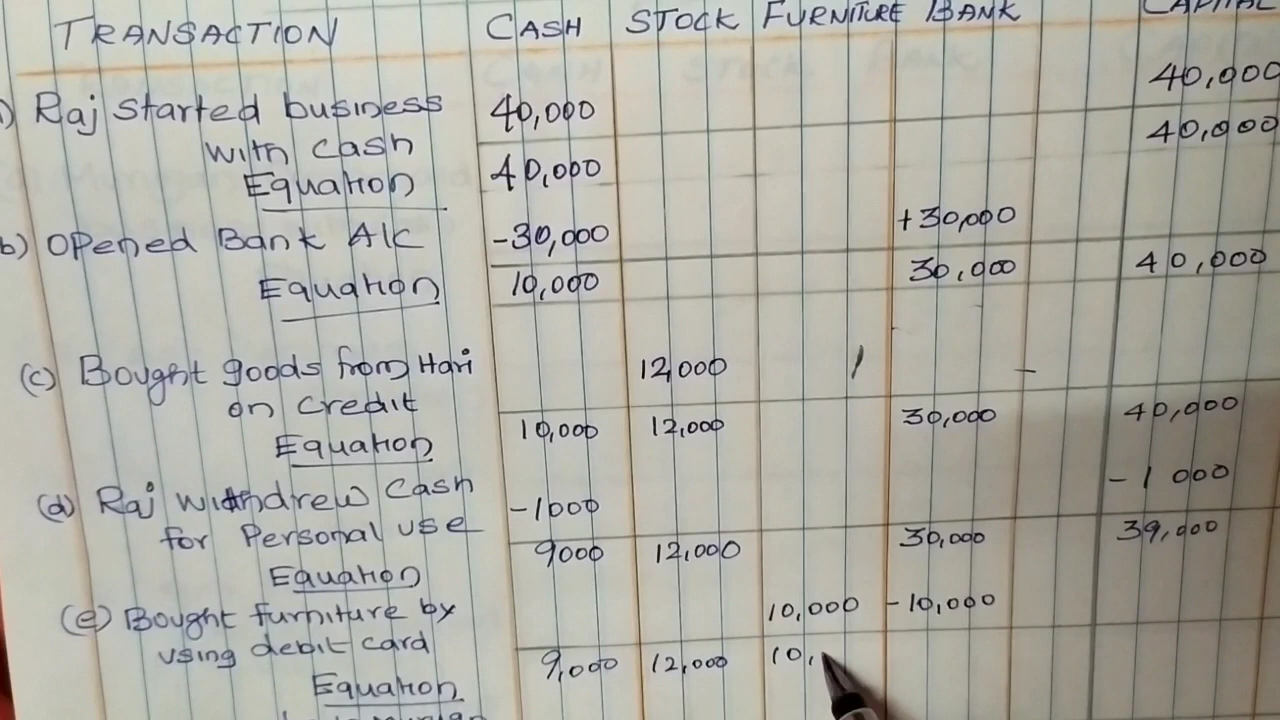 TRANSACTION CASH STOCK FURNITURE BANK CAPITAL
40,000
) Raj started business 40,000
with cash 40,000
Equation 40,000
b) Opened Bank A/C -30,000 +30,000
Equation 10,000 30,000 40,000
(c) Bought goods from Hari 12,000 -
on credit
Equation 10,000 12,000 30,000 40,000
(d) Raj withdrew cash -1000 -1 000
for Personal use
Equation 9000 12,000 30,000 39,000
(e) Bought furniture by 10,000 -10,000
using debit card
Equation 9,000 12,000 10,